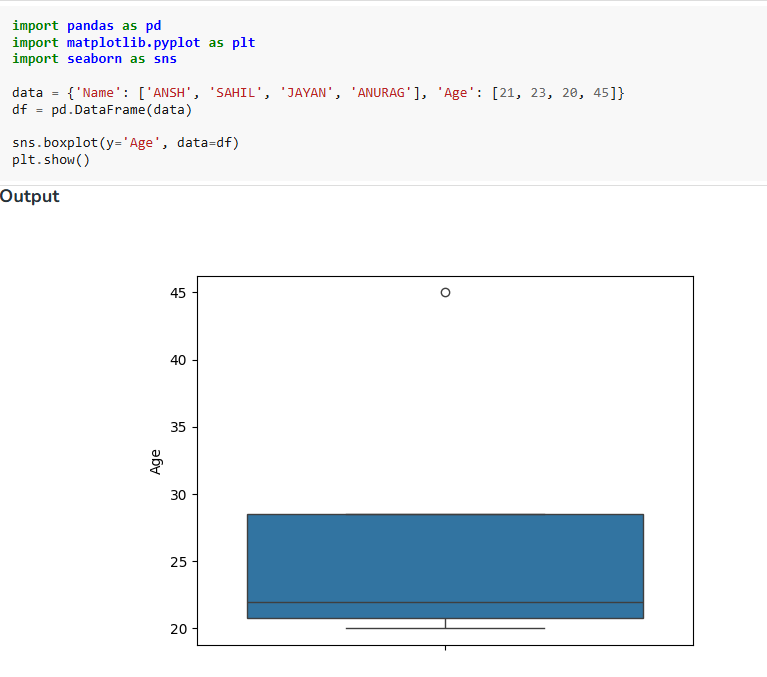 import pandas as pd
import matplotlib.pyplot as plt
import seaborn as sns
data = {'Name': ['ANSH', 'SAHIL', 'JAYAN', 'ANURAG'], 'Age': [21, 23, 20, 45]}
df = pd.DataFrame(data)
sns.boxplot(y='Age', data=df)
plt.show()
Output
45
40
35
30
25
20
Age